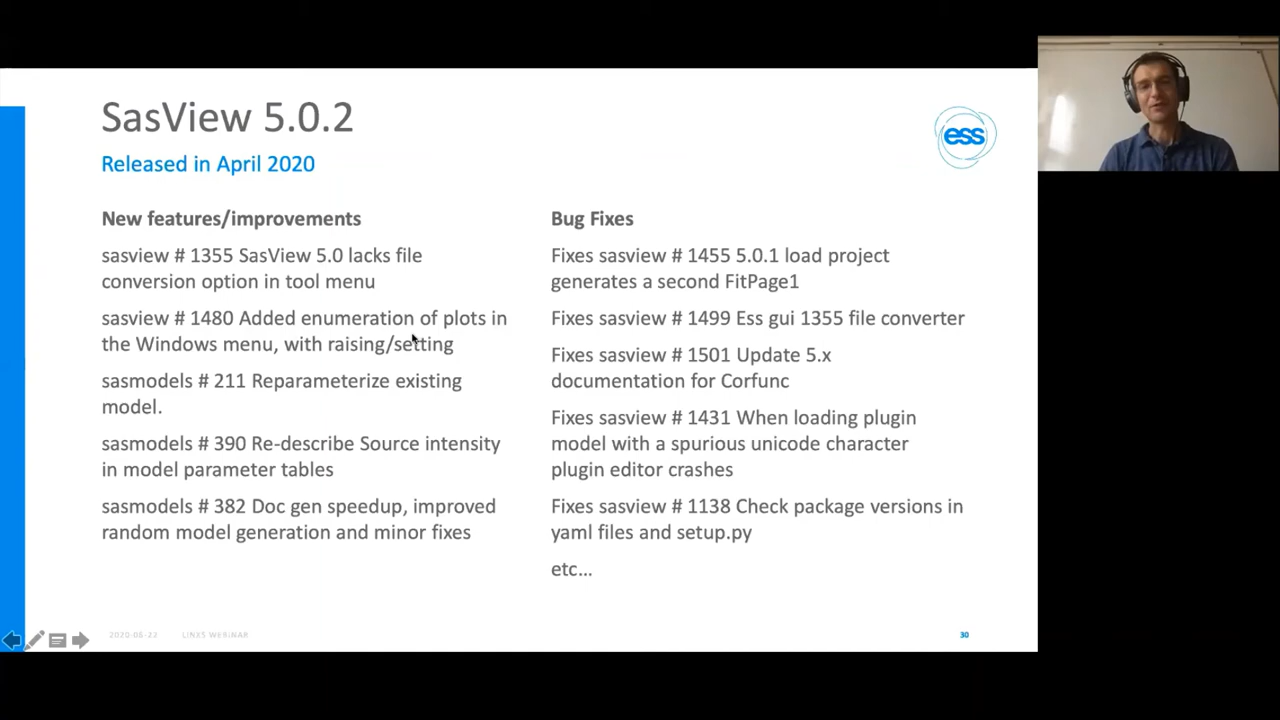 SasView 5.0.2
Released in April 2020
ess
New features/improvements
sasview # 1355 SasView 5.0 lacks file
conversion option in tool menu
sasview # 1480 Added enumeration of plots in
the Windows menu, with raising/setting
sasmodels # 211 Reparameterize existing
model.
sasmodels # 390 Re-describe Source intensity
in model parameter tables
sasmodels # 382 Doc gen speedup, improved
random model generation and minor fixes
Bug Fixes
Fixes sasview # 1455 5.0.1 load project
generates a second FitPage1
Fixes sasview # 1499 Ess gui 1355 file converter
Fixes sasview # 1501 Update 5.x
documentation for Corfunc
Fixes sasview # 1431 When loading plugin
model with a spurious unicode character
plugin editor crashes
Fixes sasview # 1138 Check package versions in
yaml files and setup.py
etc...
2020-06-22 LINXS WEBINAR
30